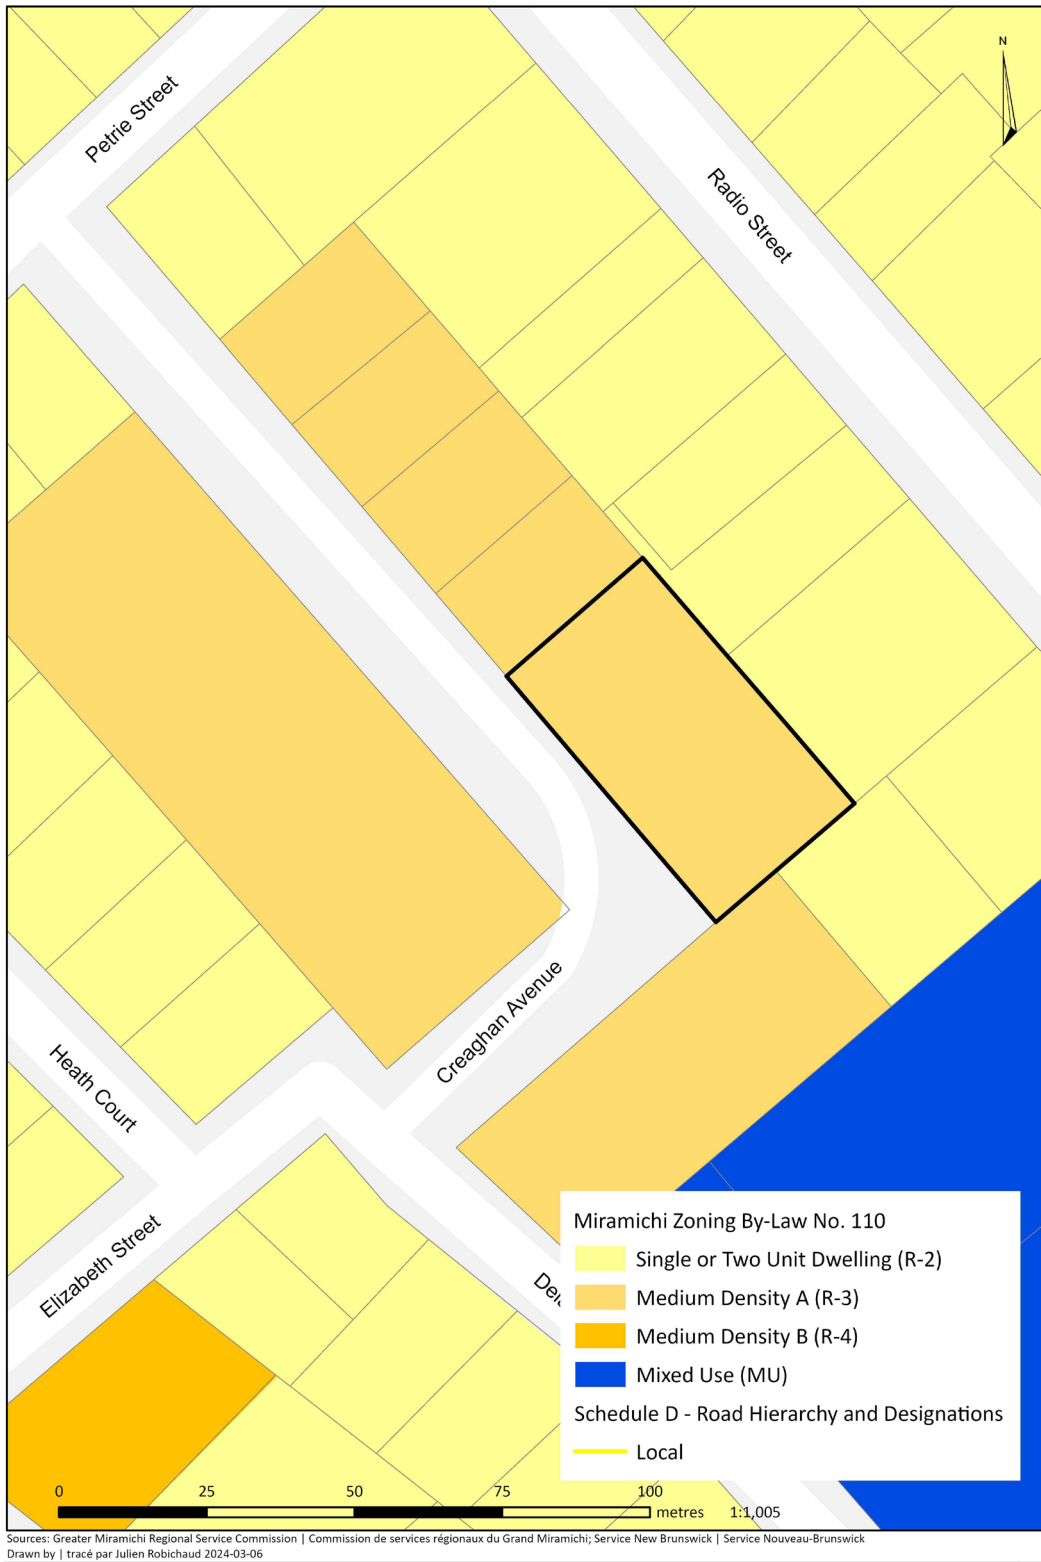 N
Petrie Street
Radio Street
Creaghan Avenue
Heath Court
Elizabeth Street
Miramichi Zoning By-Law No. 110
Single or Two Unit Dwelling (R-2)
Medium Density A (R-3)
Medium Density B (R-4)
Mixed Use (MU)
Schedule D - Road Hierarchy and Designations
Local
0 25 50 75 100
metres 1:1,005
Sources: Greater Miramichi Regional Service Commission | Commission de services régionaux du Grand Miramichi; Service New Brunswick | Service Nouveau-Brunswick
Drawn by | tracé par Julien Robichaud 2024-03-06